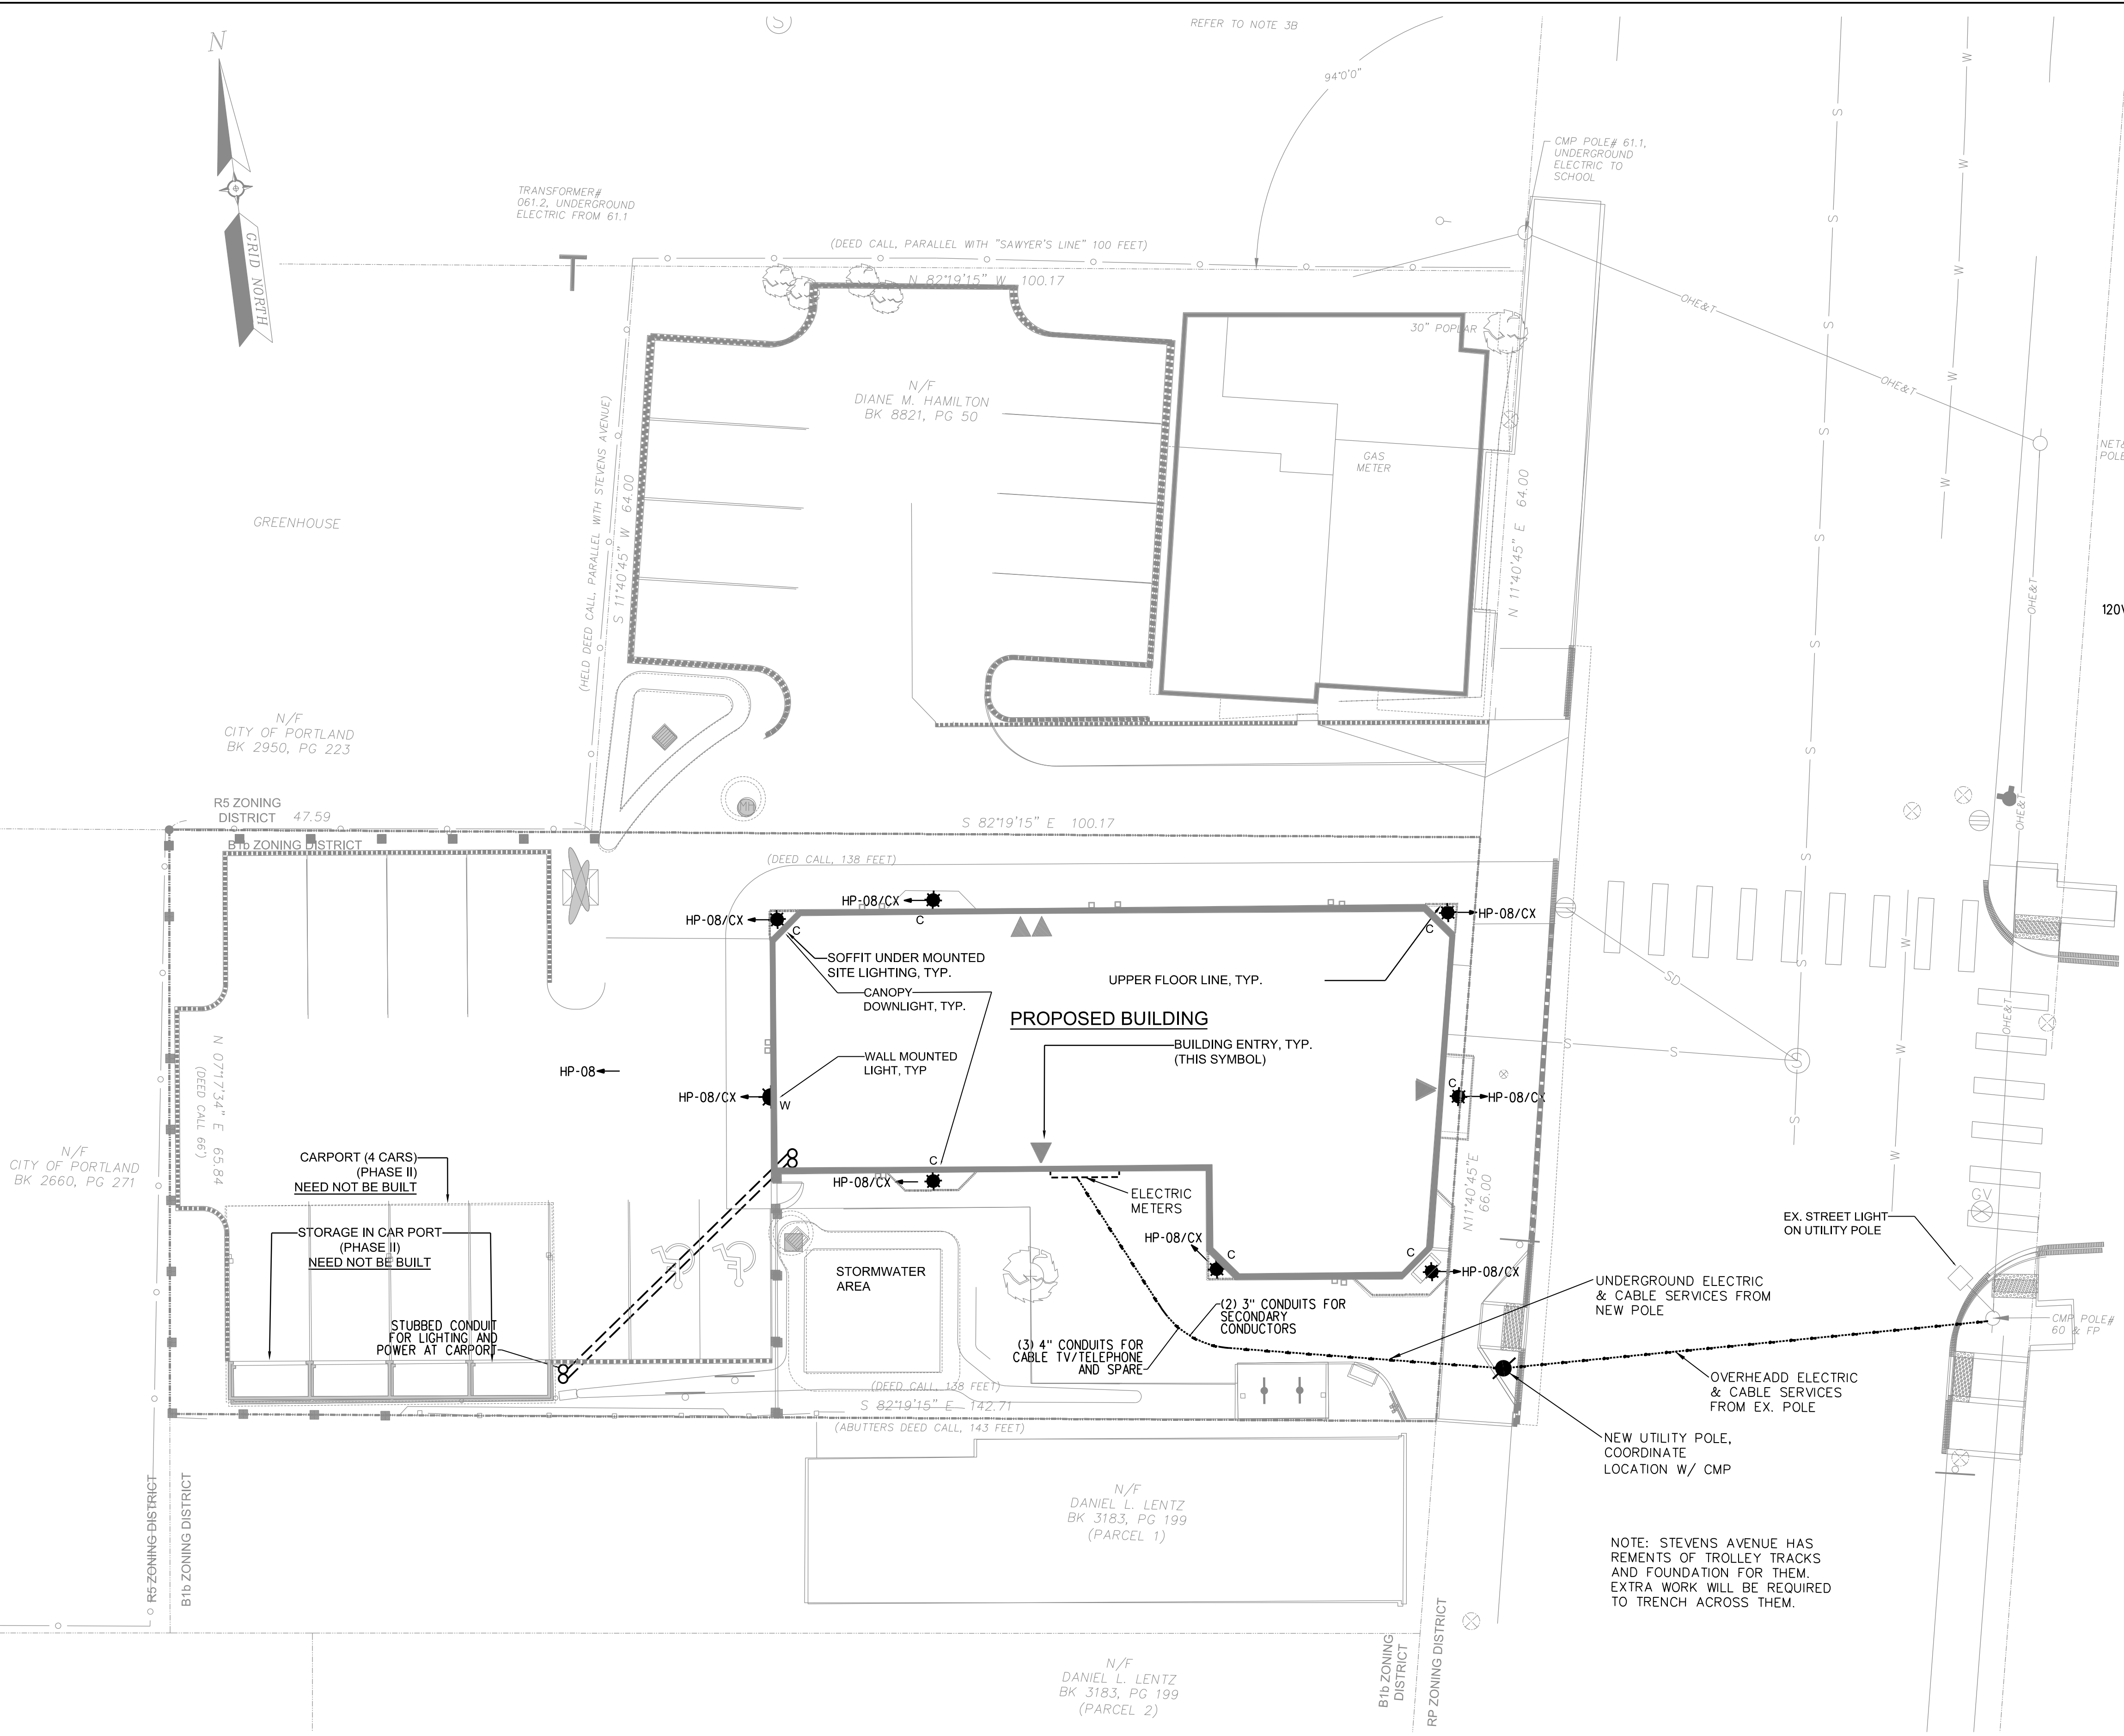 N
GRID NORTH
S
REFER TO NOTE 3B
94°0'0"
W
S
CMP POLE# 61.1,
UNDERGROUND
ELECTRIC TO
SCHOOL
TRANSFORMER#
061.2, UNDERGROUND
ELECTRIC FROM 61.1
T
(DEED CALL, PARALLEL WITH "SAWYER'S LINE" 100 FEET)
N 82°19'15" W 100.17
30" POPLAR
OHE&T
OHE&T
N/F
DIANE M. HAMILTON
BK 8821, PG 50
GAS
METER
(HELD DEED CALL, PARALLEL WITH STEVENS AVENUE)
S 11°40'45" W 64.00
N 11°40'45" E 64.00
GREENHOUSE
OHE&T
120V
N/F
CITY OF PORTLAND
BK 2950, PG 223
MH
R5 ZONING
DISTRICT 47.59
B1b ZONING DISTRICT
S 82°19'15" E 100.17
(DEED CALL, 138 FEET)
OHE&T
HP-08/CX
HP-08/CX
C
C
HP-08/CX
C
SOFFIT UNDER MOUNTED
SITE LIGHTING, TYP.
CANOPY
DOWNLIGHT, TYP.
UPPER FLOOR LINE, TYP.
PROPOSED BUILDING
BUILDING ENTRY, TYP.
(THIS SYMBOL)
WALL MOUNTED
LIGHT, TYP
HP-08
HP-08/CX
W
C
HP-08/CX
SD
S
OHE&T
N 07°17'34" E 65.84
(DEED CALL 66')
N/F
CITY OF PORTLAND
BK 2660, PG 271
CARPORT (4 CARS)
(PHASE II)
NEED NOT BE BUILT
STORAGE IN CAR PORT
(PHASE II)
NEED NOT BE BUILT
STUBBED CONDUIT
FOR LIGHTING AND
POWER AT CARPORT
C
HP-08/CX
ELECTRIC
METERS
HP-08/CX
C
C
HP-08/CX
N11°40'45"E
66.00
STORMWATER
AREA
(2) 3" CONDUITS FOR
SECONDARY
CONDUCTORS
(3) 4" CONDUITS FOR
CABLE TV/TELEPHONE
AND SPARE
GV
EX. STREET LIGHT
ON UTILITY POLE
UNDERGROUND ELECTRIC
& CABLE SERVICES FROM
NEW POLE
CMP POLE#
60 & FP
OVERHEADD ELECTRIC
& CABLE SERVICES
FROM EX. POLE
NEW UTILITY POLE,
COORDINATE
LOCATION W/ CMP
(DEED CALL, 138 FEET)
S 82°19'15" E 142.71
(ABUTTERS DEED CALL, 143 FEET)
N/F
DANIEL L. LENTZ
BK 3183, PG 199
(PARCEL 1)
R5 ZONING DISTRICT
B1b ZONING DISTRICT
NOTE: STEVENS AVENUE HAS
REMENTS OF TROLLEY TRACKS
AND FOUNDATION FOR THEM.
EXTRA WORK WILL BE REQUIRED
TO TRENCH ACROSS THEM.
N/F
DANIEL L. LENTZ
BK 3183, PG 199
(PARCEL 2)
B1b ZONING
DISTRICT
RP ZONING DISTRICT